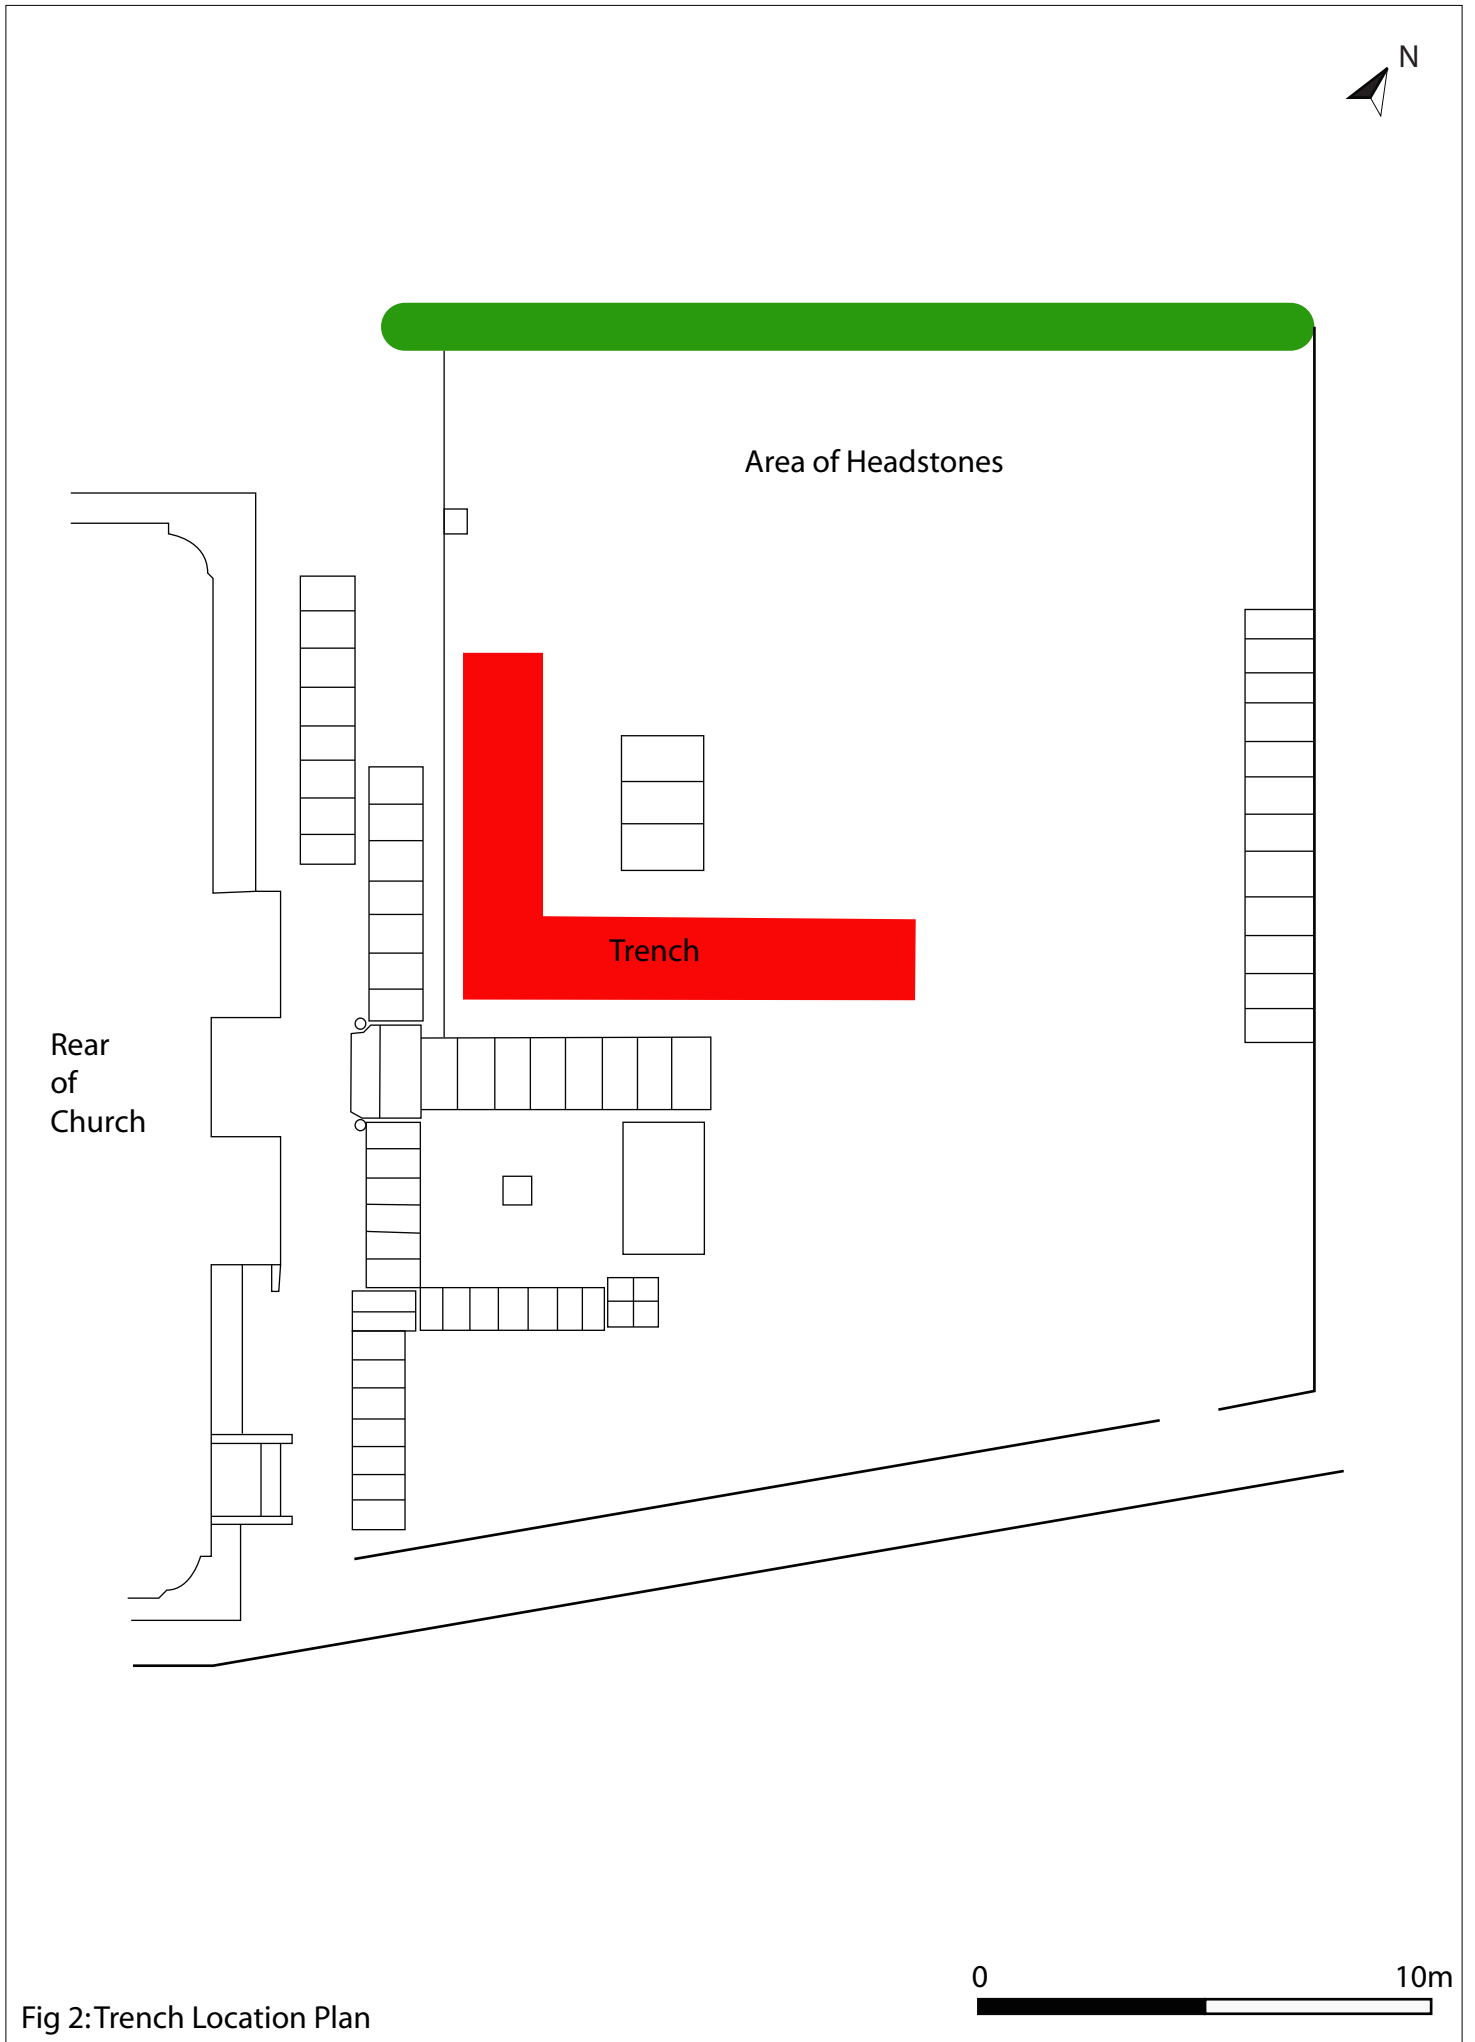 N
Area of Headstones
Trench
Rear
of
Church
0 10m
Fig 2: Trench Location Plan